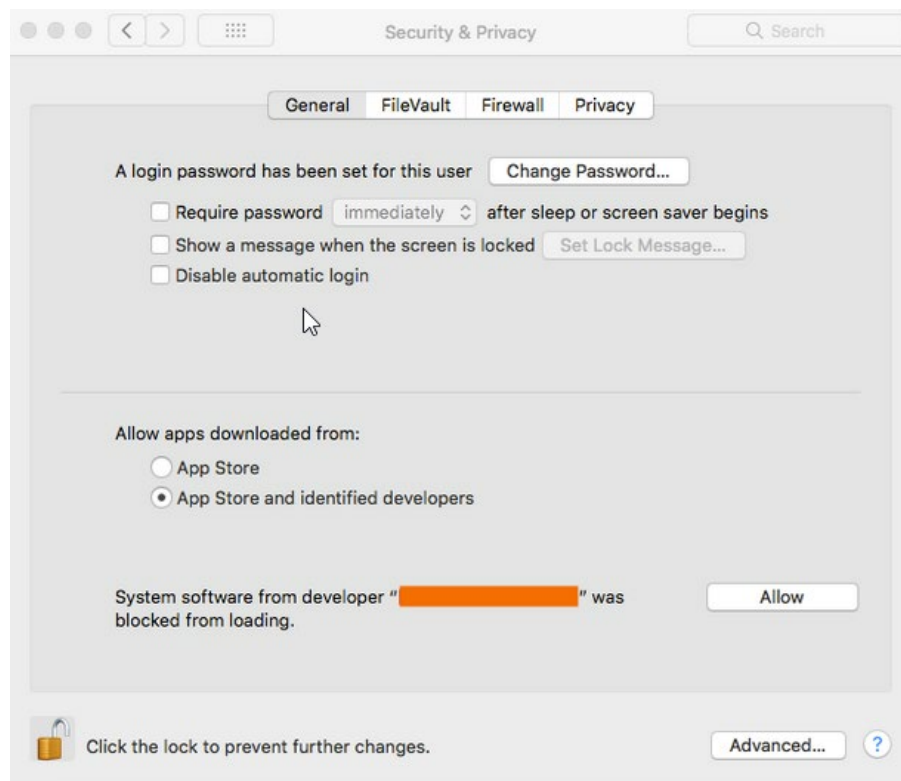 Security & Privacy
Search
General FileVault Firewall Privacy
A login password has been set for this user Change Password...
Require password immediately after sleep or screen saver begins
Show a message when the screen is locked Set Lock Message...
Disable automatic login
Allow apps downloaded from:
App Store
App Store and identified developers
System software from developer " " was Allow
blocked from loading.
Click the lock to prevent further changes. Advanced... ?